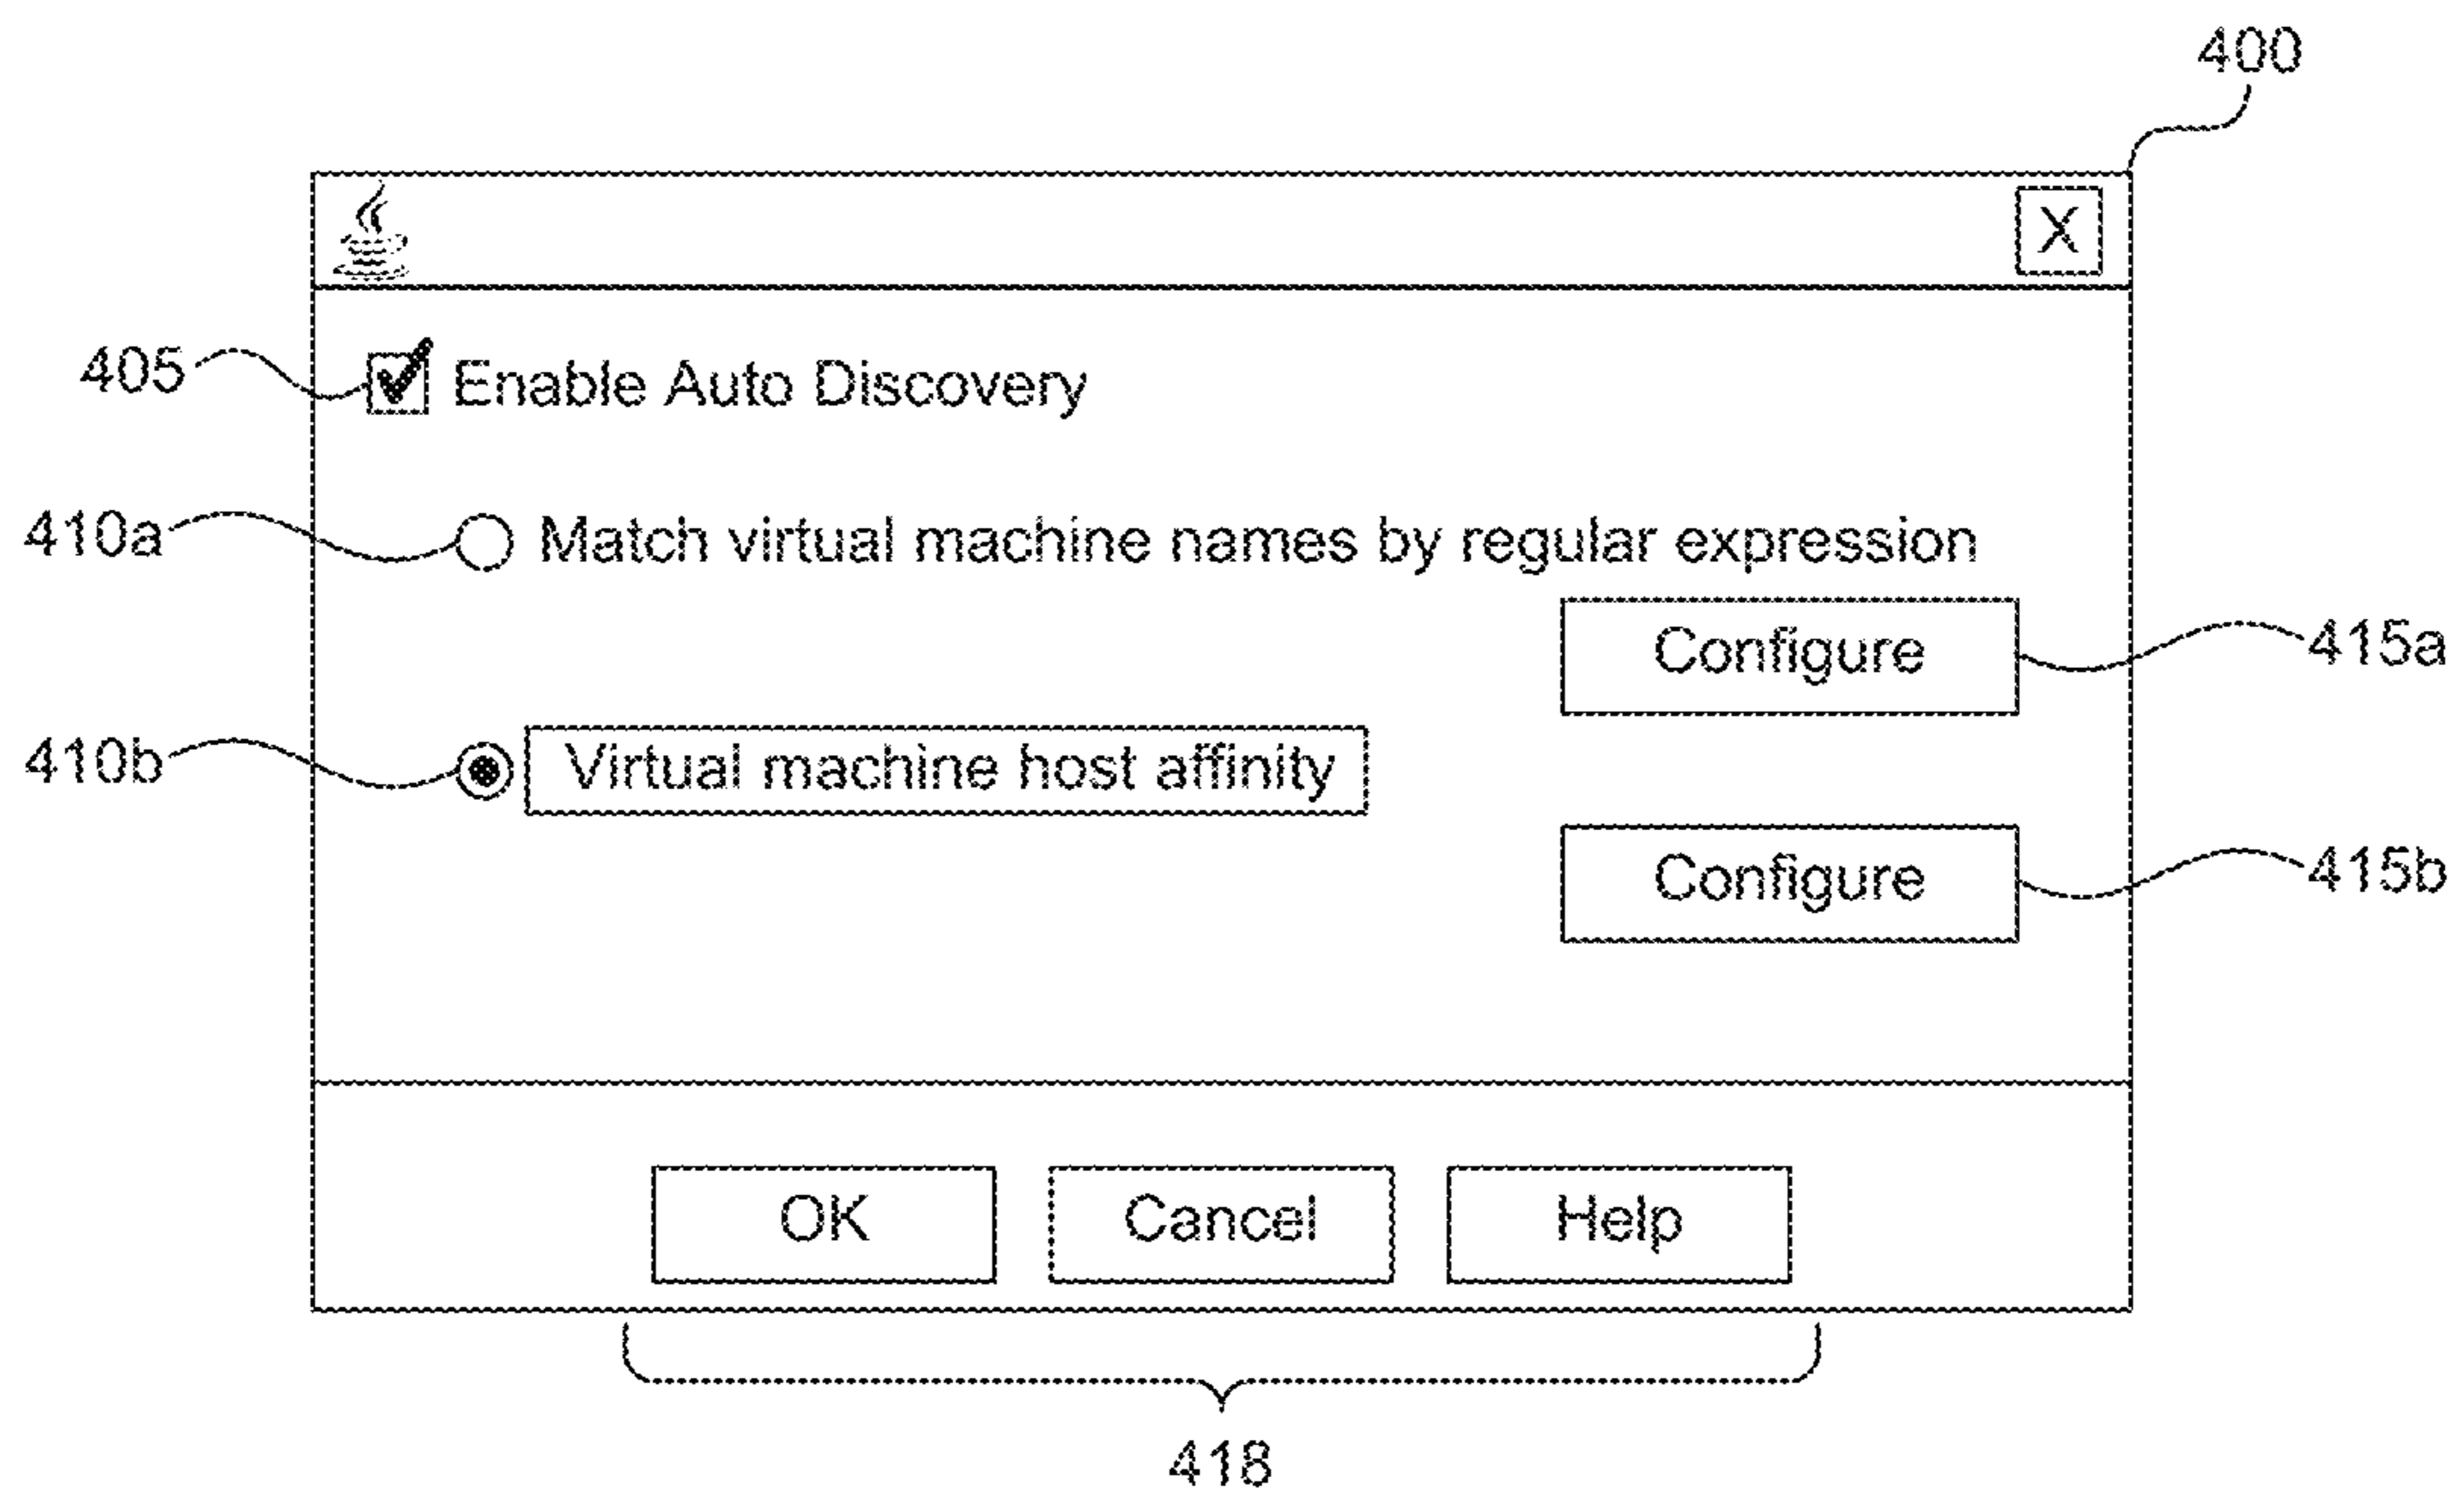 400
X
405 Enable Auto Discovery
410a Match virtual machine names by regular expression
Configure 415a
410b Virtual machine host affinity
Configure 415b
OK Cancel Help
418